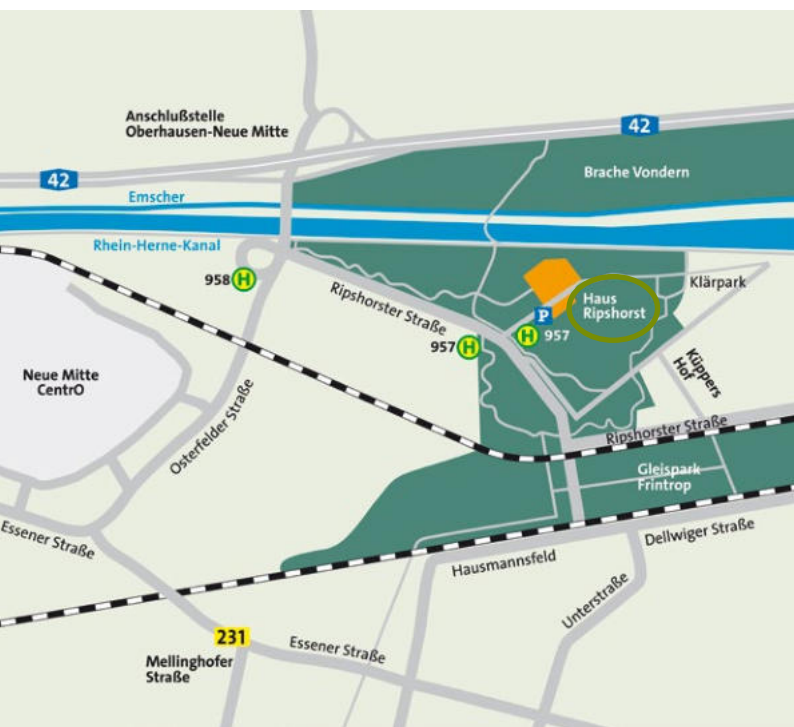 42
Anschlußstelle
Oberhausen-Neue Mitte
Brache Vondern
42
Emscher
Rhein-Herne-Kanal
958 H
Ripshorster Straße
Haus
Ripshorst
Klärpark
P
957 H
H 957
Küppers
Hof
Neue Mitte
CentrO
Osterfelder Straße
Ripshorster Straße
Gleispark
Frintrop
Essener Straße
Dellwiger Straße
Hausmannsfeld
Unterstraße
231
Essener Straße
Mellinghofer
Straße